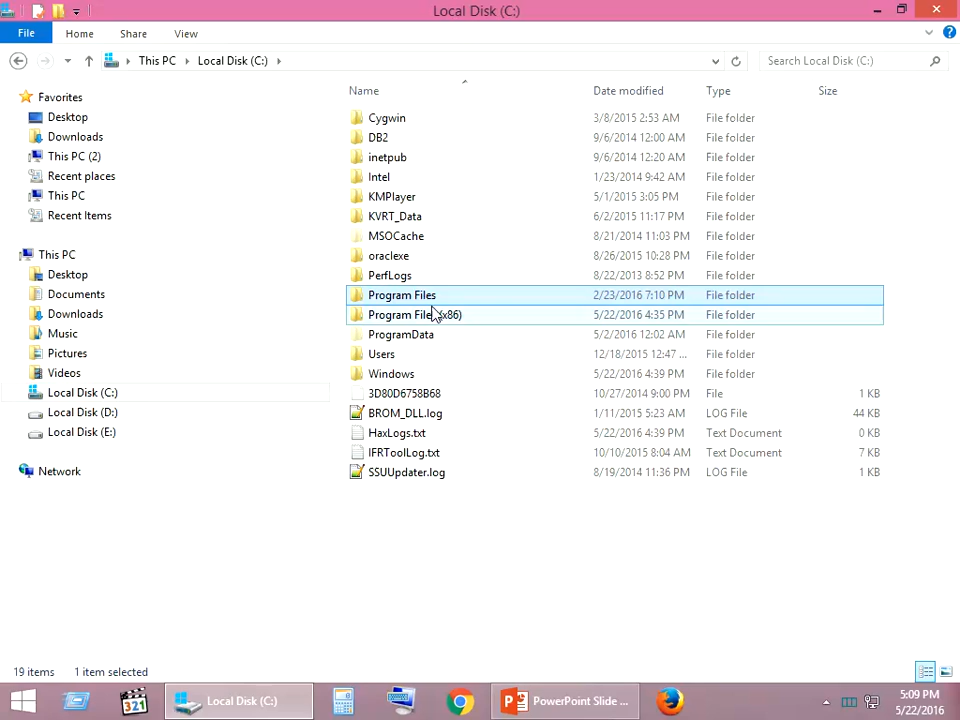 Local Disk (C:)
File Home Share View
This PC Local Disk (C:) Search Local Disk (C:)
Name Date modified Type Size
Favorites
Desktop
Downloads
This PC (2)
Recent places
This PC
Recent Items
This PC
Desktop
Documents
Downloads
Music
Pictures
Videos
Local Disk (C:)
Local Disk (D:)
Local Disk (E:)
Network
Cygwin 3/8/2015 2:53 AM File folder
DB2 9/6/2014 12:00 AM File folder
inetpub 9/6/2014 12:20 AM File folder
Intel 1/23/2014 9:42 AM File folder
KMPlayer 5/1/2015 3:05 PM File folder
KVRT_Data 6/2/2015 11:17 PM File folder
MSOCache 8/21/2014 11:03 PM File folder
oraclexe 8/26/2015 10:28 PM File folder
PerfLogs 8/22/2013 8:52 PM File folder
Program Files 2/23/2016 7:10 PM File folder
Program Files (x86) 5/22/2016 4:35 PM File folder
ProgramData 5/2/2016 12:02 AM File folder
Users 12/18/2015 12:47 ... File folder
Windows 5/22/2016 4:39 PM File folder
3D80D6758B68 10/27/2014 9:00 PM File 1 KB
BROM_DLL.log 1/11/2015 5:23 AM LOG File 44 KB
HaxLogs.txt 5/22/2016 4:39 PM Text Document 0 KB
IFRToolLog.txt 10/10/2015 8:04 AM Text Document 7 KB
SSUUpdater.log 8/19/2014 11:36 PM LOG File 1 KB
19 items 1 item selected
321
Local Disk (C:)
PowerPoint Slide ...
5:09 PM
5/22/2016